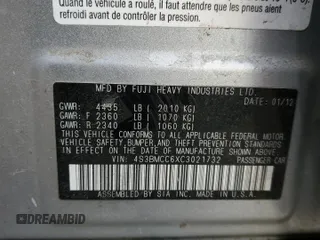 Quand le véhicule a roulé, il faut attendre que les pneus aient
refroidi avant de contrôler la pression.
MFD BY FUJI HEAVY INDUSTRIES LTD.
DATE: 01/12
GVWR: 4435 LB ( 2010 KG)
GAWR: F 2360 LB ( 1070 KG)
GAWR: R 2340 LB ( 1060 KG)
THIS VEHICLE CONFORMS TO ALL APPLICABLE FEDERAL MOTOR
VEHICLE SAFETY, BUMPER, AND THEFT PREVENTION STANDARDS
IN EFFECT ON THE DATE OF MANUFACTURE SHOWN ABOVE.
VIN: 4S3BMCC6XC3021732 PASSENGER CAR
ASSEMBLED BY SIA INC. MADE IN U.S.A.
DREAMBID